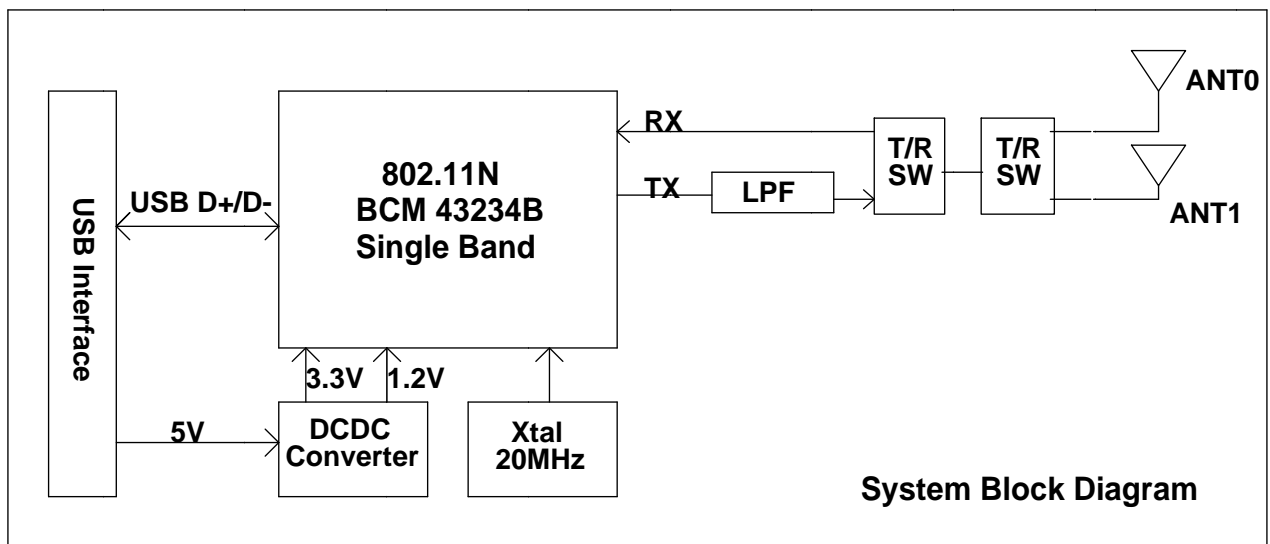 USB Interface
USB D+/D-
802.11N
BCM 43234B
Single Band
RX
TX
LPF
T/R
SW
T/R
SW
ANT0
ANT1
3.3V
1.2V
5V
DCDC
Converter
Xtal
20MHz
System Block Diagram